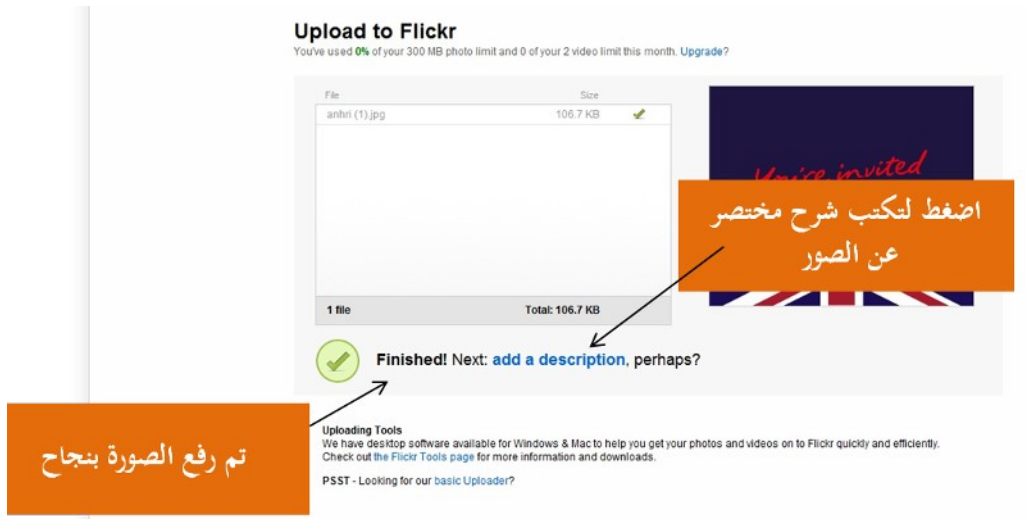 Upload to Flickr
You've used 0% of your 300 MB photo limit and 0 of your 2 video limit this month. Upgrade?
File Size
anhri (1).jpg 106.7 KB
You're invited
اضغط لتكتب شرح مختصر
عن الصور
1 file Total: 106.7 KB
Finished! Next: add a description, perhaps?
تم رفع الصورة بنجاح
Uploading Tools
We have desktop software available for Windows & Mac to help you get your photos and videos on to Flickr quickly and efficiently.
Check out the Flickr Tools page for more information and downloads.
PSST - Looking for our basic Uploader?